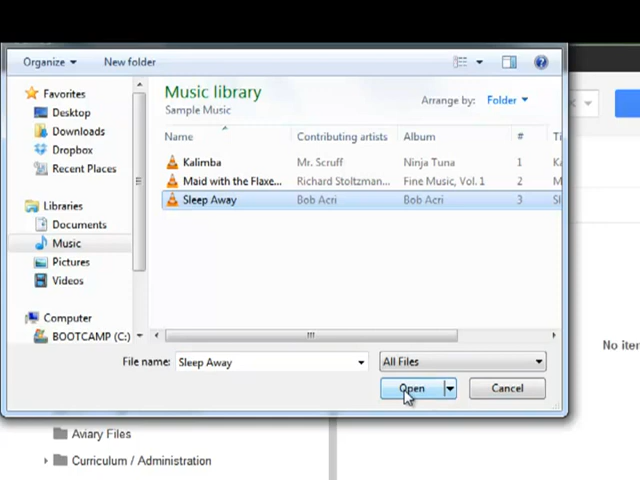 Organize
New folder
Favorites
Desktop
Downloads
Dropbox
Recent Places
Libraries
Documents
Music
Pictures
Videos
Computer
BOOTCAMP (C:)
Music library
Sample Music
Arrange by: Folder
Name Contributing artists Album #
Kalimba Mr. Scruff Ninja Tuna 1
Maid with the Flaxe... Richard Stoltzman... Fine Music, Vol. 1 2
Sleep Away Bob Acri Bob Acri 3
File name: Sleep Away All Files
Open Cancel
No
Aviary Files
Curriculum / Administration